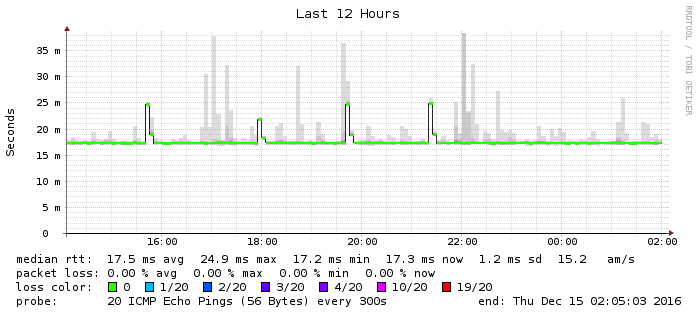 Last 12 Hours
RRDTOOL / TOBI OETIKER
Seconds
35 m
30 m
25 m
20 m
15 m
10 m
5 m
0
16:00 18:00 20:00 22:00 00:00 02:00
median rtt: 17.5 ms avg 24.9 ms max 17.2 ms min 17.3 ms now 1.2 ms sd 15.2 am/s
packet loss: 0.00 % avg 0.00 % max 0.00 % min 0.00 % now
loss color: 0 1/20 2/20 3/20 4/20 10/20 19/20
probe: 20 ICMP Echo Pings (56 Bytes) every 300s end: Thu Dec 15 02:05:03 2016